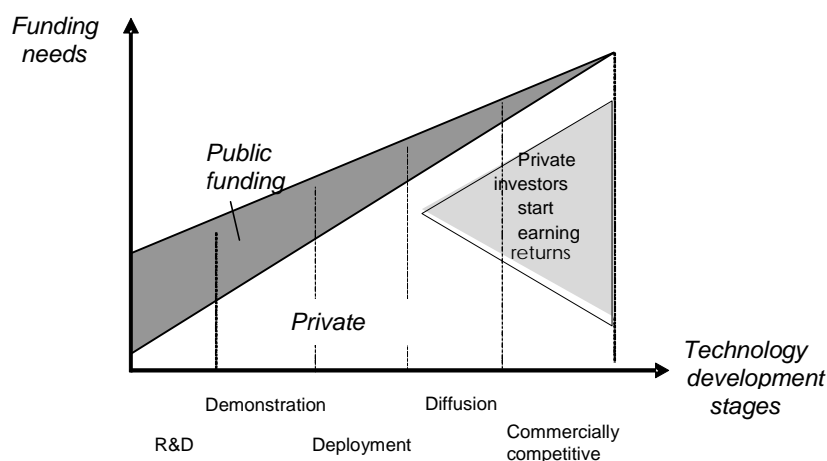 Funding
needs
Public
funding
Private
investors
start
earning
returns
Private
Technology
development
stages
Demonstration
Diffusion
R&D
Deployment
Commercially
competitive